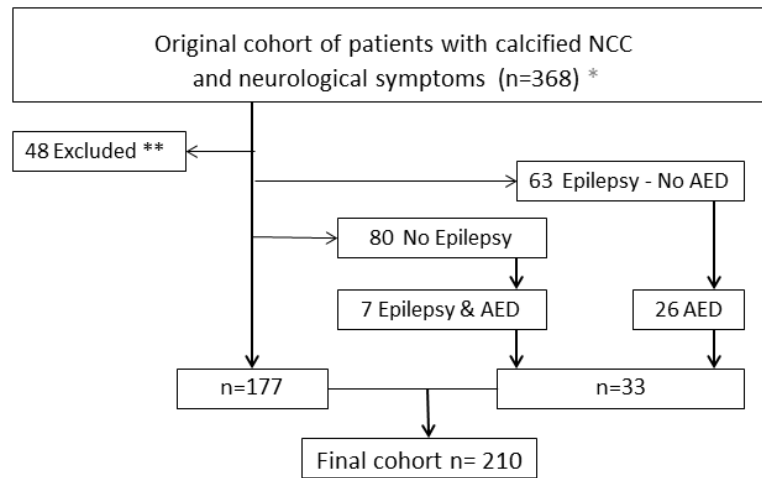 Original cohort of patients with calcified NCC
and neurological symptoms (n=368) *
48 Excluded **
63 Epilepsy - No AED
80 No Epilepsy
7 Epilepsy & AED
26 AED
n=177
n=33
Final cohort n= 210